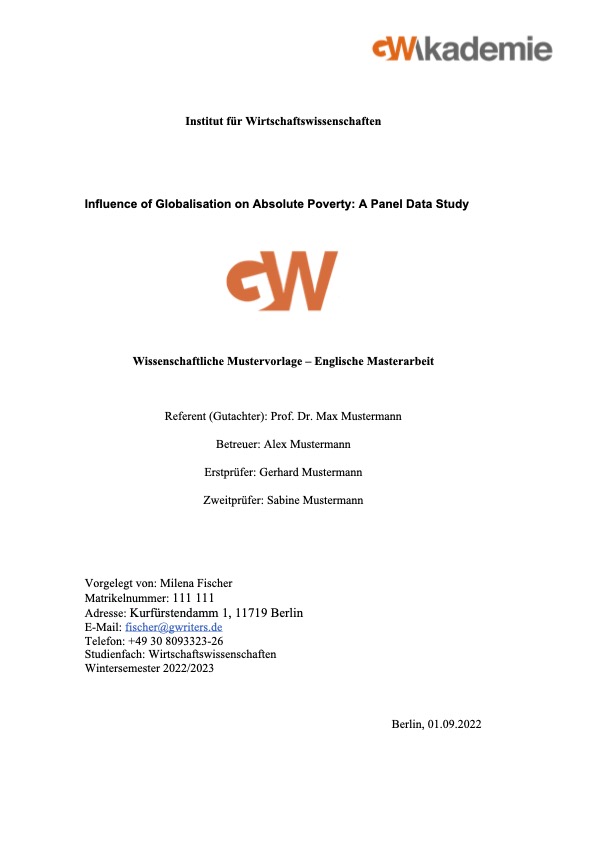 GWAkademie
Institut für Wirtschaftswissenschaften
Influence of Globalisation on Absolute Poverty: A Panel Data Study
GW
Wissenschaftliche Mustervorlage – Englische Masterarbeit
Referent (Gutachter): Prof. Dr. Max Mustermann
Betreuer: Alex Mustermann
Erstprüfer: Gerhard Mustermann
Zweitprüfer: Sabine Mustermann
Vorgelegt von: Milena Fischer
Matrikelnummer: 111 111
Adresse: Kurfürstendamm 1, 11719 Berlin
E-Mail: fischer@gwriters.de
Telefon: +49 30 8093323-26
Studienfach: Wirtschaftswissenschaften
Wintersemester 2022/2023
Berlin, 01.09.2022